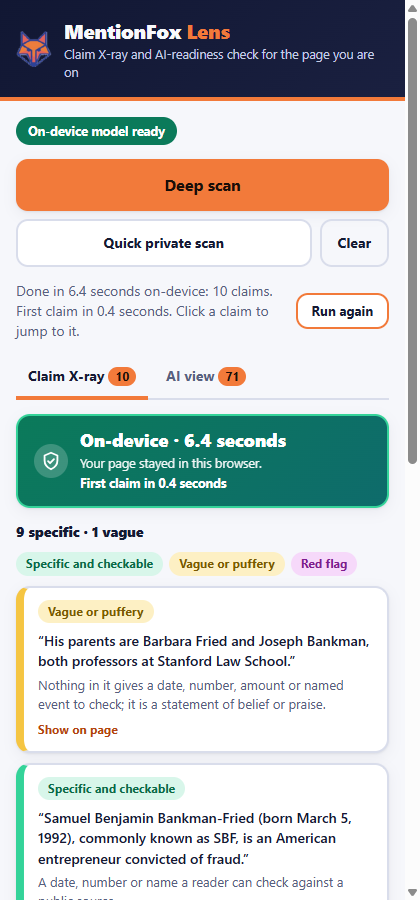 MentionFox Lens
Claim X-ray and AI-readiness check for the page you are
on
On-device model ready
Deep scan
Quick private scan
Clear
Done in 6.4 seconds on-device: 10 claims.
First claim in 0.4 seconds. Click a claim to
jump to it.
Run again
Claim X-ray 10
AI view 71
On-device · 6.4 seconds
Your page stayed in this browser.
First claim in 0.4 seconds
9 specific · 1 vague
Specific and checkable
Vague or puffery
Red flag
Vague or puffery
“His parents are Barbara Fried and Joseph Bankman,
both professors at Stanford Law School.”
Nothing in it gives a date, number, amount or named
event to check; it is a statement of belief or praise.
Show on page
Specific and checkable
“Samuel Benjamin Bankman-Fried (born March 5,
1992), commonly known as SBF, is an American
entrepreneur convicted of fraud.”
A date, number or name a reader can check against a